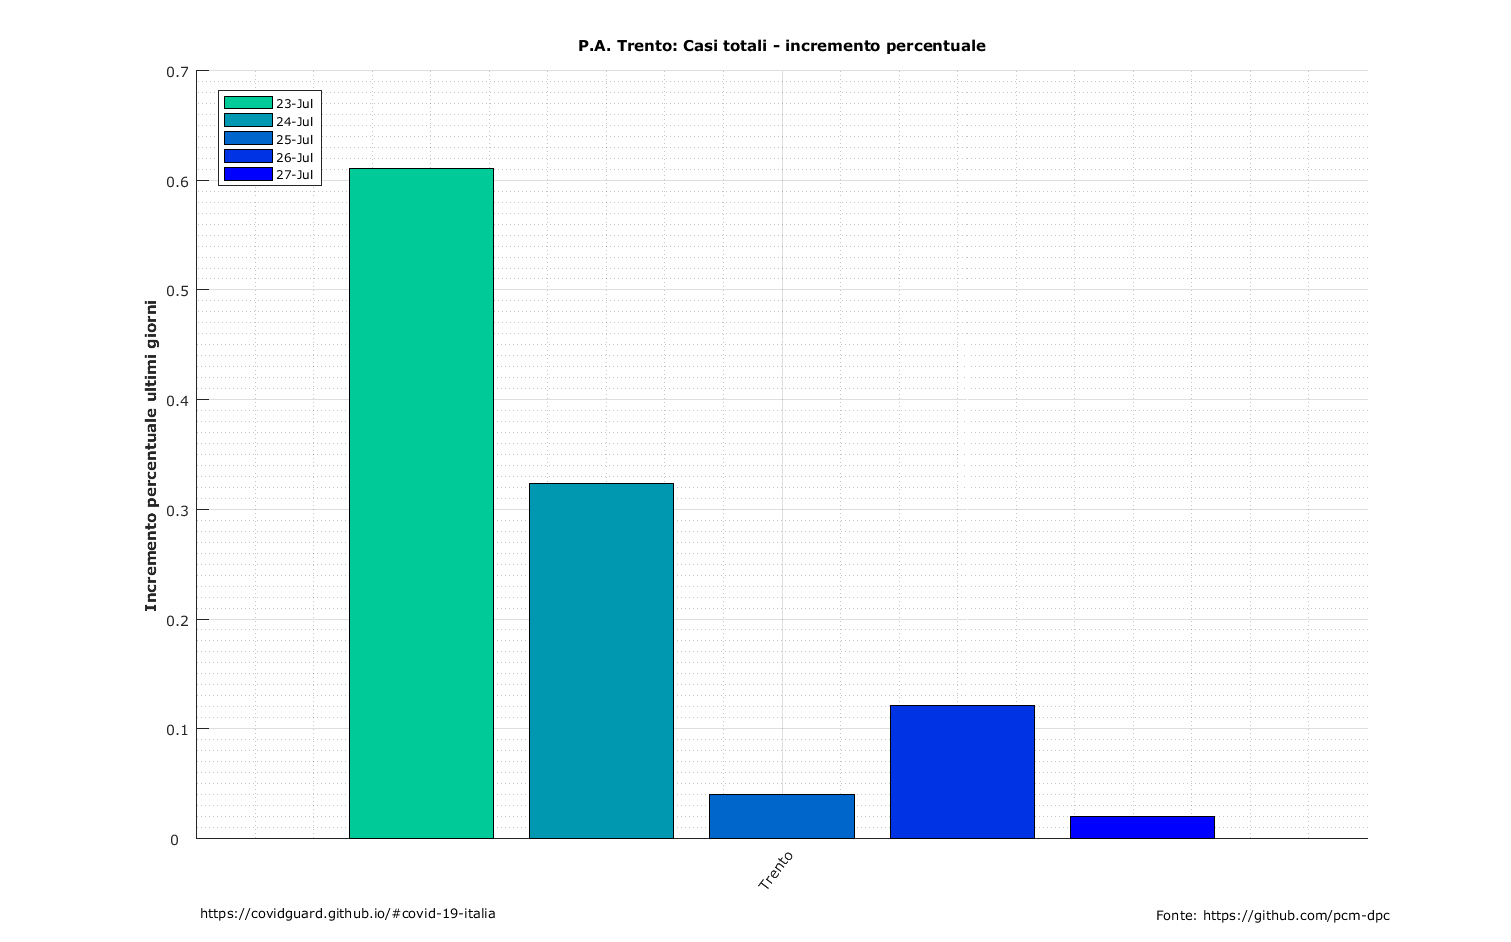 P.A. Trento: Casi totali - incremento percentuale
0.7
0.6
0.5
0.4
0.3
0.2
0.1
0
Incremento percentuale ultimi giorni
23-Jul
24-Jul
25-Jul
26-Jul
27-Jul
Trento
https://covidguard.github.io/#covid-19-italia
Fonte: https://github.com/pcm-dpc